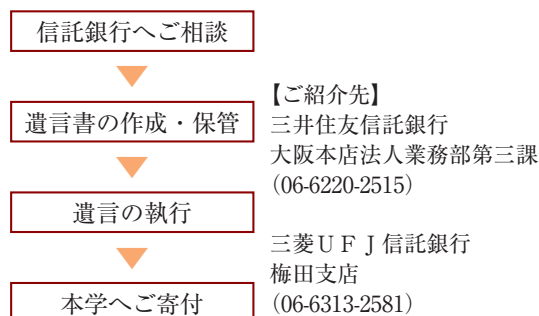 信託銀行へご相談
遺言書の作成・保管
遺言の執行
本学へご寄付
【ご紹介先】
三井住友信託銀行
大阪本店法人業務部第三課
(06-6220-2515)
三菱ＵＦＪ信託銀行
梅田支店
(06-6313-2581)